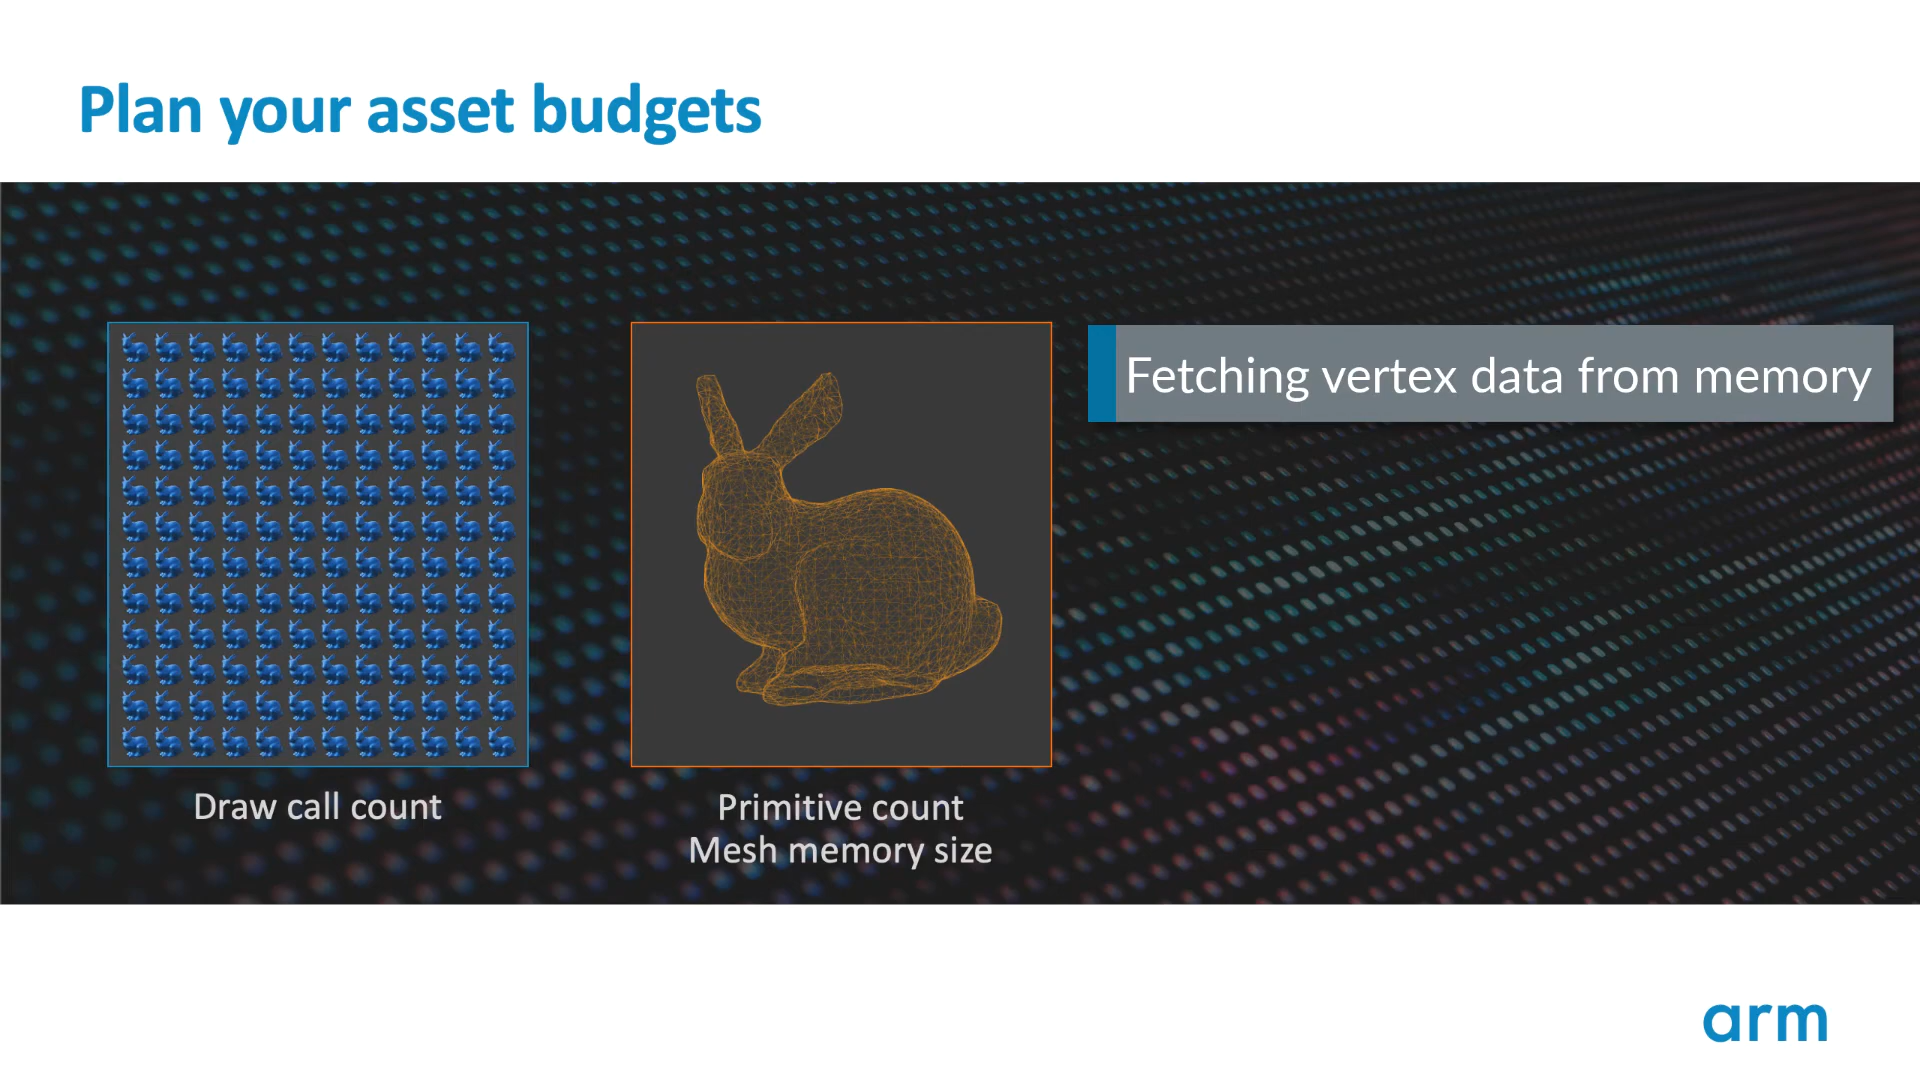 Plan your asset budgets
Fetching vertex data from memory
Draw call count
Primitive count
Mesh memory size
arm